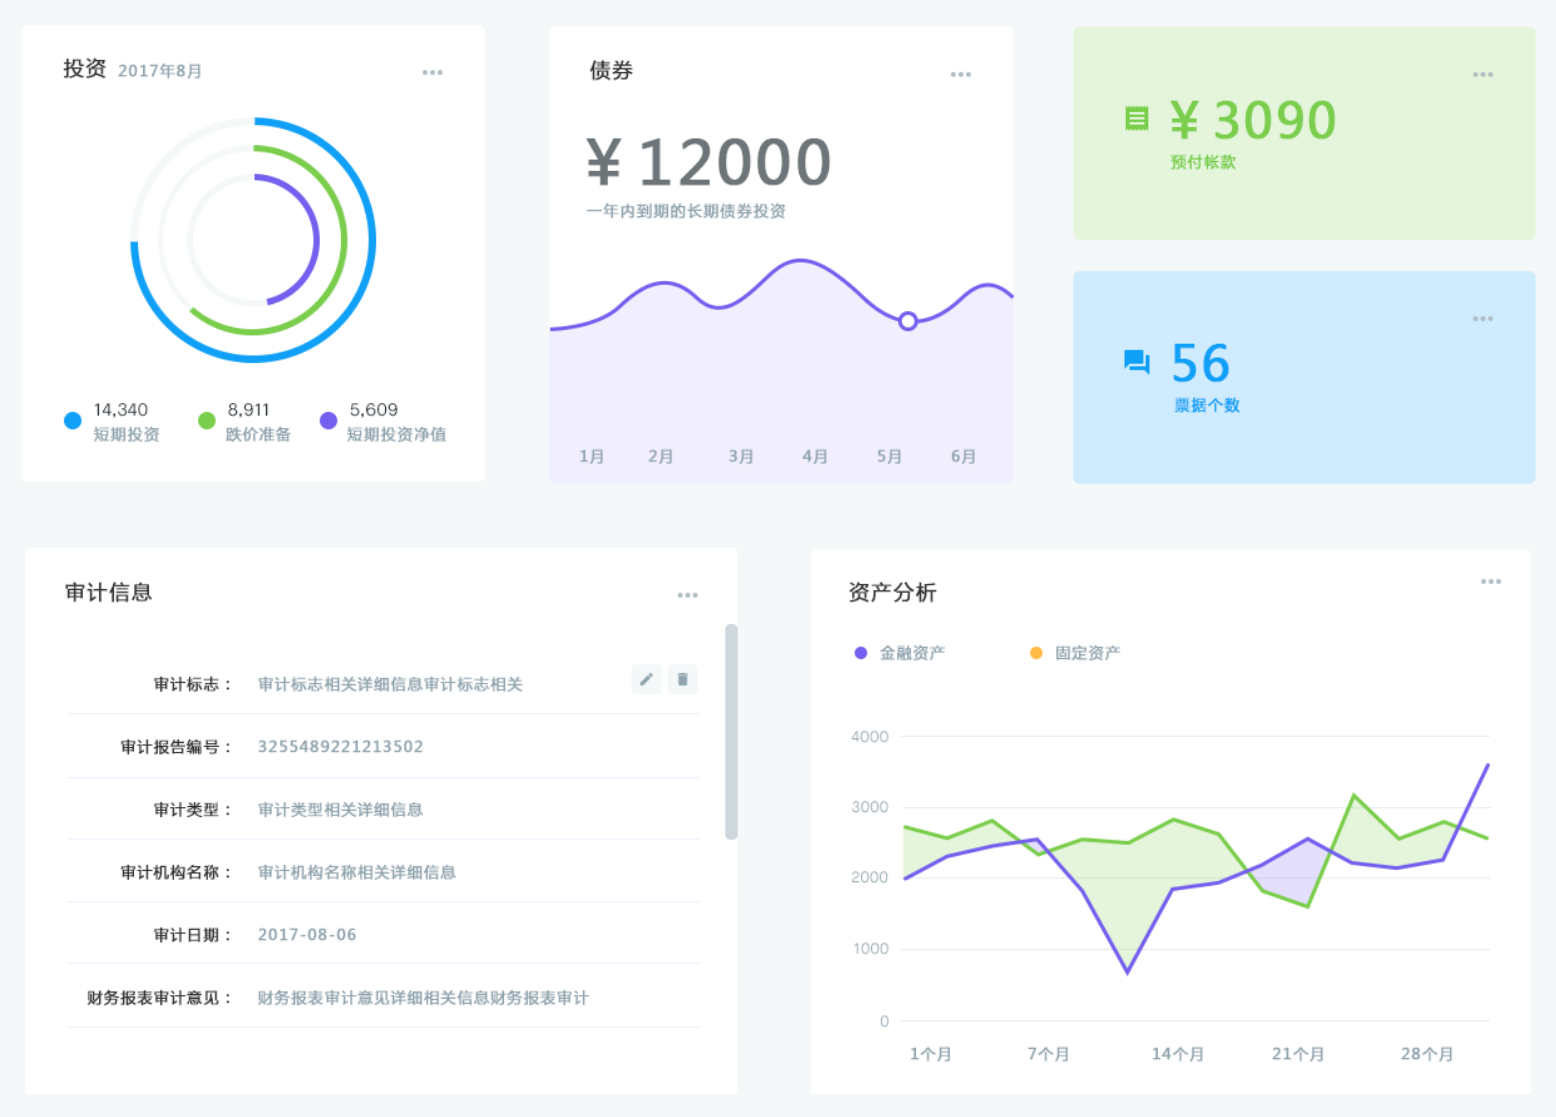 投资 2017年8月
14,340
短期投资
8,911
跌价准备
5,609
短期投资净值
债券
¥12000
一年内到期的长期债券投资
1月 2月 3月 4月 5月 6月
¥3090
预付帐款
56
票据个数
审计信息
审计标志： 审计标志相关详细信息审计标志相关
审计报告编号： 3255489221213502
审计类型： 审计类型相关详细信息
审计机构名称： 审计机构名称相关详细信息
审计日期： 2017-08-06
财务报表审计意见： 财务报表审计意见详细相关信息财务报表审计
资产分析
金融资产 固定资产
4000
3000
2000
1000
0
1个月 7个月 14个月 21个月 28个月